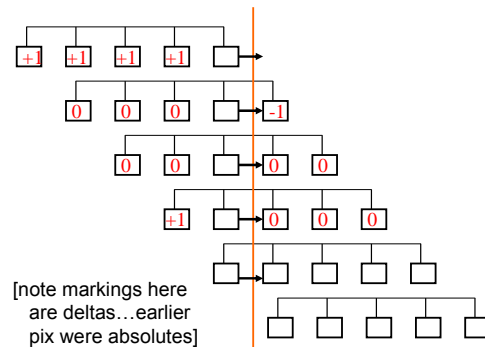 +1 +1 +1 +1
0 0 0 -1
0 0 0 0
+1 0 0 0
[note markings here
are deltas…earlier
pix were absolutes]